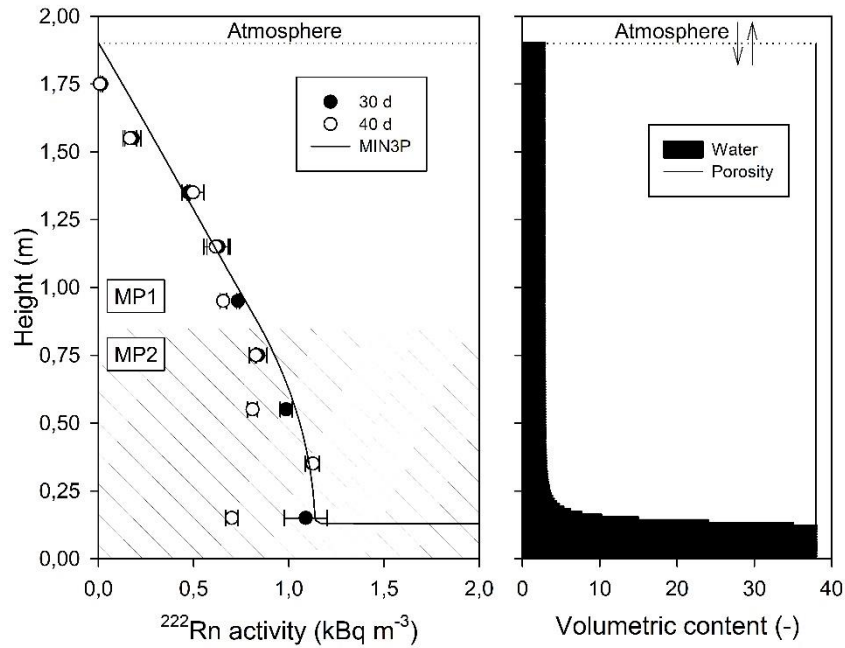 2,00
1,75
1,50
1,25
1,00
0,75
0,50
0,25
0,00
Height (m)
Atmosphere
30 d
40 d
MIN3P
MP1
MP2
0,0 0,5 1,0 1,5 2,0
²²²Rn activity (kBq m⁻³)
Atmosphere
Water
Porosity
0 10 20 30 40
Volumetric content (-)